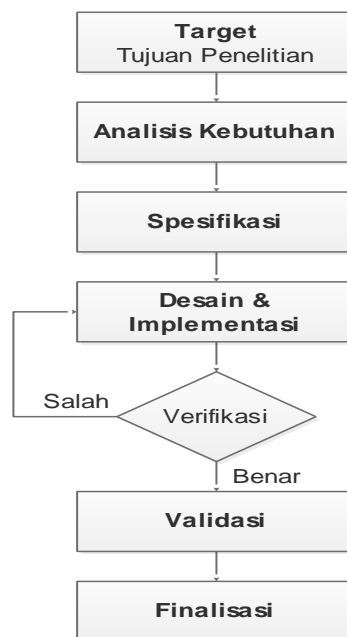 Target
Tujuan Penelitian
Analisis Kebutuhan
Spesifikasi
Desain &
Implementasi
Salah
Verifikasi
Benar
Validasi
Finalisasi